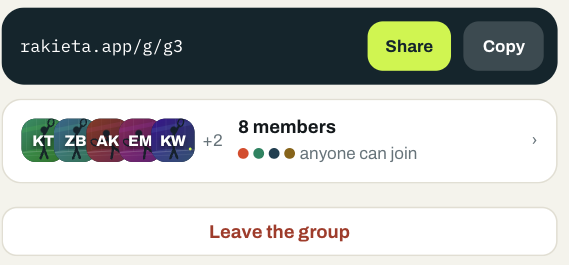 rakieta.app/g/g3
Share
Copy
KT ZB AK EM KW +2
8 members
anyone can join
›
Leave the group